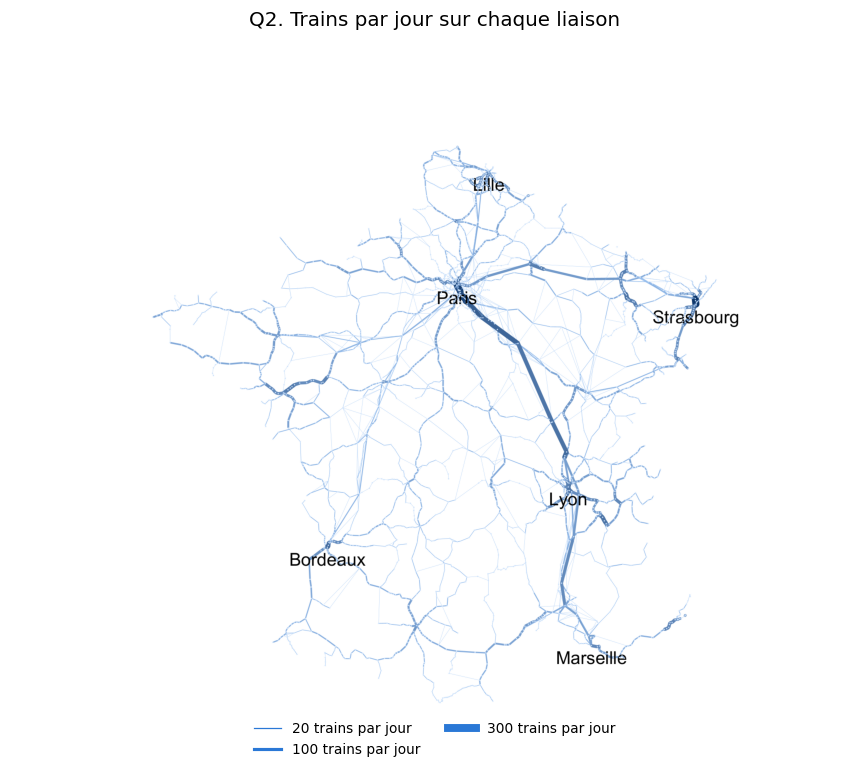 Q2. Trains par jour sur chaque liaison
Lille
Paris
Strasbourg
Lyon
Bordeaux
Marseille
20 trains par jour
300 trains par jour
100 trains par jour